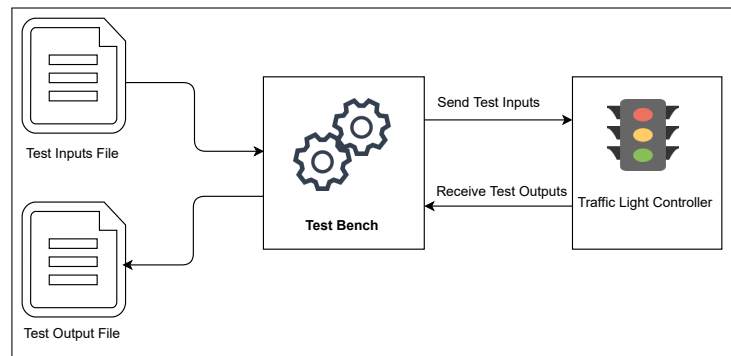 Test Inputs File
Send Test Inputs
Receive Test Outputs
Test Bench
Traffic Light Controller
Test Output File